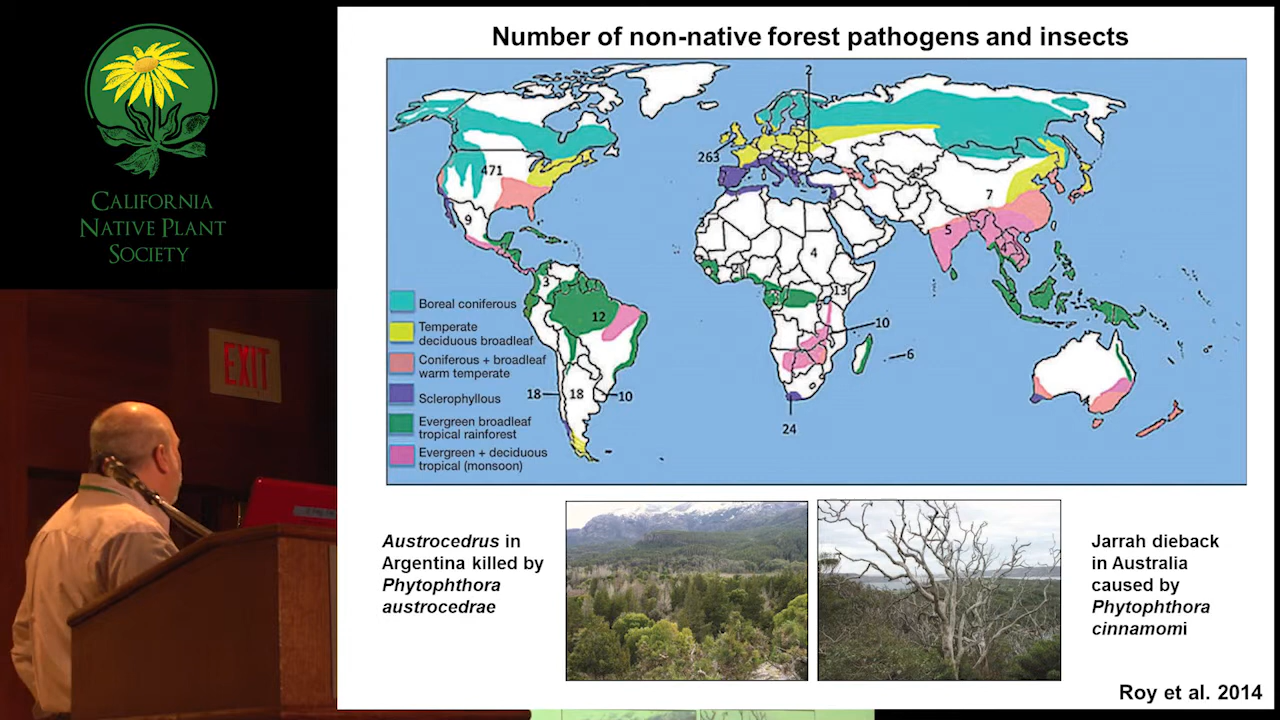 CALIFORNIA
NATIVE PLANT
SOCIETY
EXIT
Number of non-native forest pathogens and insects
2
263
471
7
9
5
4
4
3
13
12
10
6
18
18
10
24
Boreal coniferous
Temperate
deciduous broadleaf
Coniferous + broadleaf
warm temperate
Sclerophyllous
Evergreen broadleaf
tropical rainforest
Evergreen + deciduous
tropical (monsoon)
Austrocedrus in
Argentina killed by
Phytophthora
austrocedrae
Jarrah dieback
in Australia
caused by
Phytophthora
cinnamomi
Roy et al. 2014